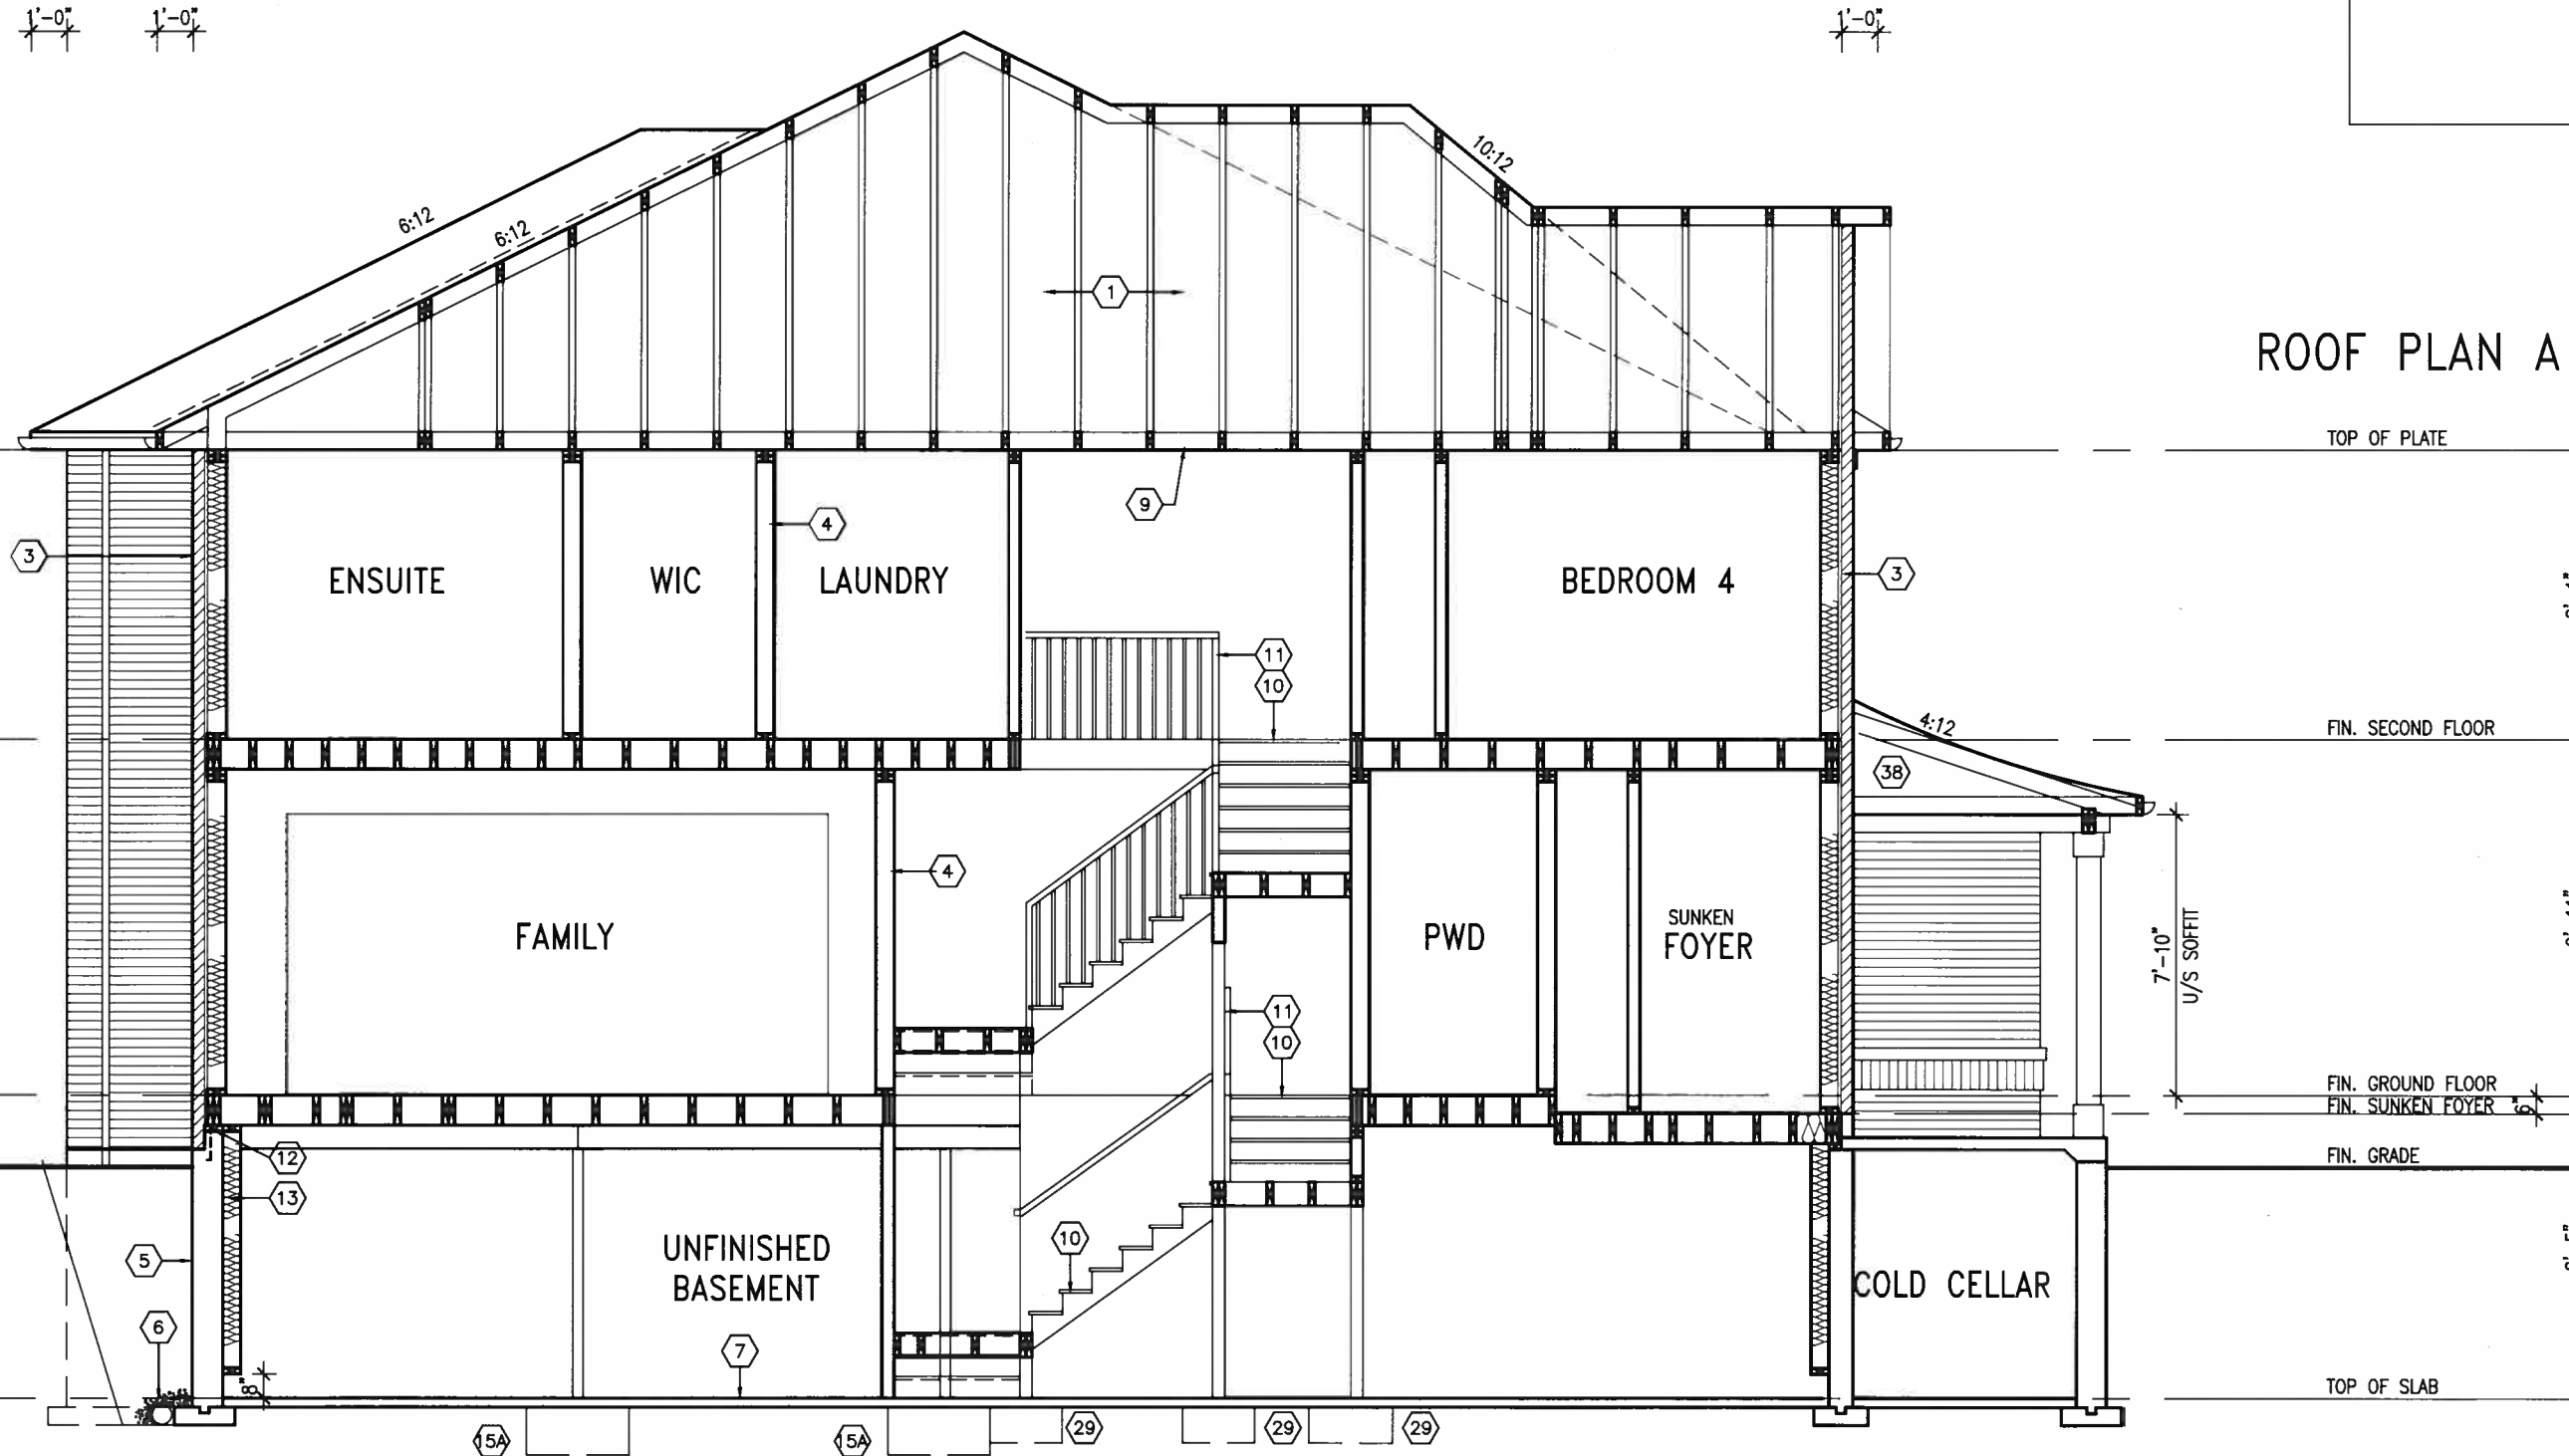 1'-0"
1'-0"
1'-0"
6:12
6:12
10:12
1
ROOF PLAN A
TOP OF PLATE
9
4
3
ENSUITE
WIC
LAUNDRY
BEDROOM 4
3
11
10
4:12
FIN. SECOND FLOOR
38
4
FAMILY
PWD
SUNKEN
FOYER
7'-10"
U/S SOFFIT
11
10
FIN. GROUND FLOOR
FIN. SUNKEN FOYER
6"
12
FIN. GRADE
13
5
10
UNFINISHED
BASEMENT
COLD CELLAR
6
7
8"
TOP OF SLAB
15A
15A
29
29
29